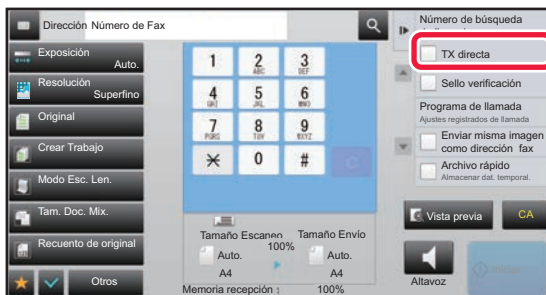 Dirección Número de Fax
Exposición
Auto.
Resolución
Superfino
Original
Crear Trabajo
Modo Esc. Len.
Tam. Doc. Mix.
Recuento de original
Otros
1
2
ABC
3
DEF
4
GHI
5
JKL
6
MNO
7
PQRS
8
TUV
9
WXYZ
0
#
C
Tamaño Escaneo
Tamaño Envio
100%
Auto.
Auto.
A4
A4
Memoria recepción :
100%
Número de búsqueda
TX directa
Sello verificación
Programa de llamada
Ajustes registrados de llamada
Enviar misma imagen
como dirección fax
Archivo rápido
Almacenar dat. temporal.
Vista previa
CA
Altavoz